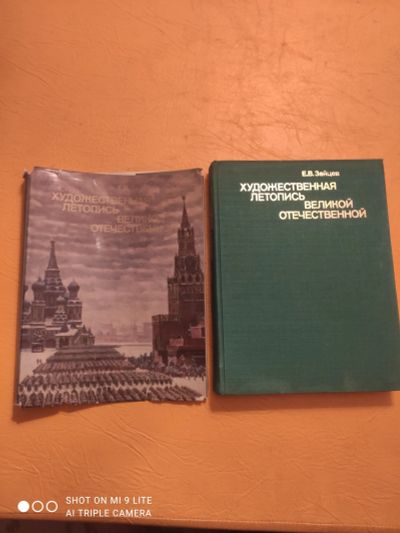 ХУДОЖЕСТВЕННАЯ
ЛЕТОПИСЬ
ВЕЛИКОЙ
ОТЕЧЕСТВЕННОЙ
Е.В. Зайцев
ХУДОЖЕСТВЕННАЯ
ЛЕТОПИСЬ
ВЕЛИКОЙ
ОТЕЧЕСТВЕННОЙ
SHOT ON MI 9 LITE
AI TRIPLE CAMERA